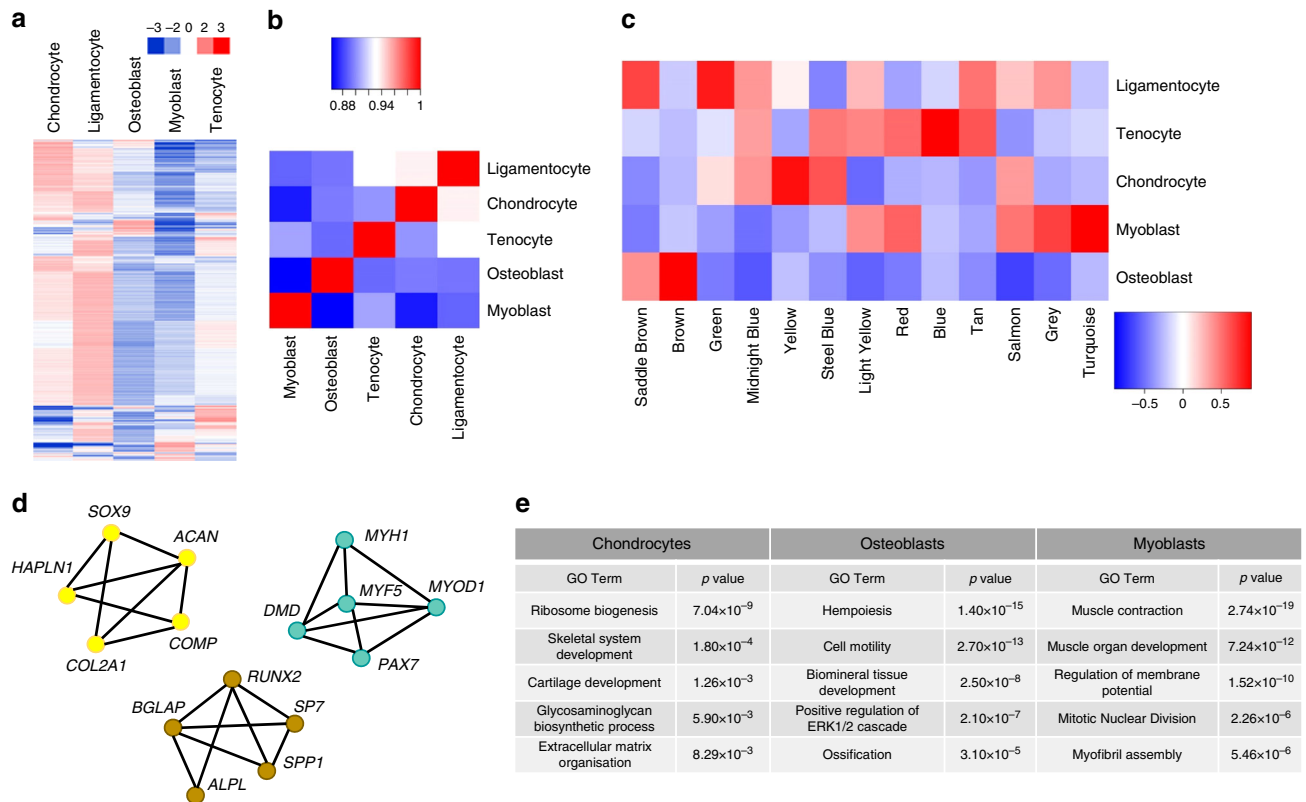 a
−3 −2 0 2 3
Chondrocyte
Ligamentocyte
Osteoblast
Myoblast
Tenocyte
b
0.88 0.94 1
Ligamentocyte
Chondrocyte
Tenocyte
Osteoblast
Myoblast
Myoblast
Osteoblast
Tenocyte
Chondrocyte
Ligamentocyte
c
Ligamentocyte
Tenocyte
Chondrocyte
Myoblast
Osteoblast
Saddle Brown
Brown
Green
Midnight Blue
Yellow
Steel Blue
Light Yellow
Red
Blue
Tan
Salmon
Grey
Turquoise
−0.5 0 0.5
d
SOX9
ACAN
HAPLN1
COMP
COL2A1
MYH1
MYOD1
MYF5
DMD
PAX7
RUNX2
BGLAP
SP7
SPP1
ALPL
e
Chondrocytes Osteoblasts Myoblasts
GO Term p value GO Term p value GO Term p value
Ribosome biogenesis 7.04×10⁻⁹ Hempoiesis 1.40×10⁻¹⁵ Muscle contraction 2.74×10⁻¹⁹
Skeletal system
development 1.80×10⁻⁴ Cell motility 2.70×10⁻¹³ Muscle organ development 7.24×10⁻¹²
Cartilage development 1.26×10⁻³ Biomineral tissue
development 2.50×10⁻⁸ Regulation of membrane
potential 1.52×10⁻¹⁰
Glycosaminoglycan
biosynthetic process 5.90×10⁻³ Positive regulation of
ERK1/2 cascade 2.10×10⁻⁷ Mitotic Nuclear Division 2.26×10⁻⁶
Extracellular matrix
organisation 8.29×10⁻³ Ossification 3.10×10⁻⁵ Myofibril assembly 5.46×10⁻⁶